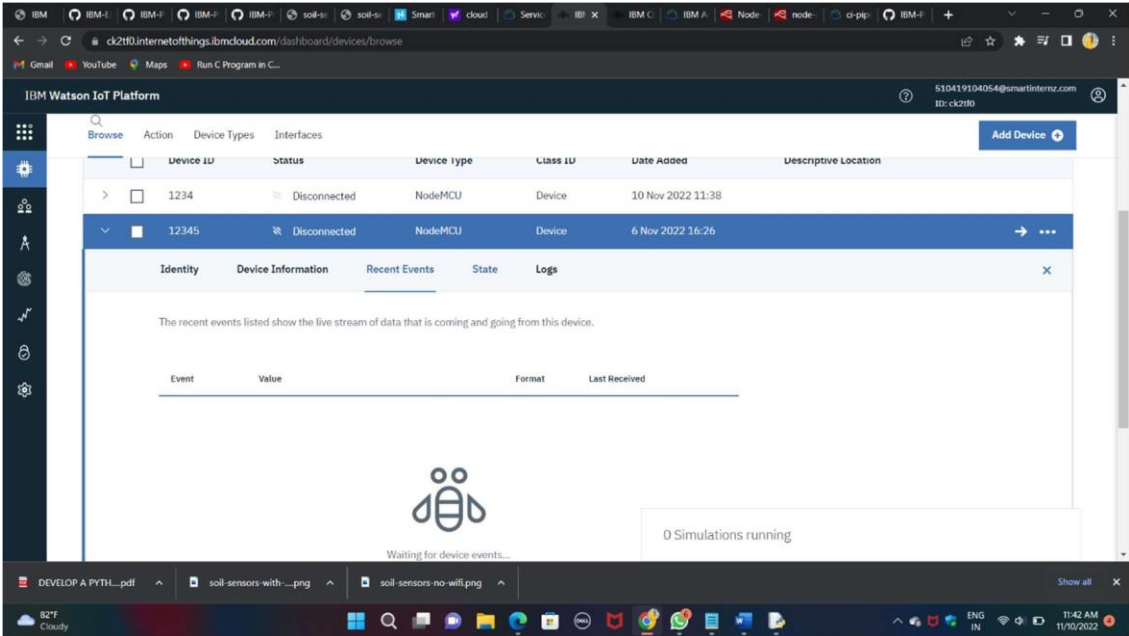 IBM
IBM-E
IBM-F
IBM-P
IBM-P
soil-se
soil-se
Smart
cloud
Service
IBM
IBM C
IBM A
Node-
node-
ci-pip
IBM-F
ck2tf0.internetofthings.ibmcloud.com/dashboard/devices/browse
Gmail YouTube Maps Run C Program in C...
IBM Watson IoT Platform
510419104054@smartinternz.com
ID: ck2tf0
Browse Action Device Types Interfaces
Add Device
Device ID Status Device Type Class ID Date Added Descriptive Location
1234 Disconnected NodeMCU Device 10 Nov 2022 11:38
12345 Disconnected NodeMCU Device 6 Nov 2022 16:26
Identity Device Information Recent Events State Logs
The recent events listed show the live stream of data that is coming and going from this device.
Event Value Format Last Received
0 Simulations running
Waiting for device events...
DEVELOP A PYTH....pdf soil-sensors-with-....png soil-sensors-no-wifi.png Show all
82°F
Cloudy
ENG
IN
11:42 AM
11/10/2022